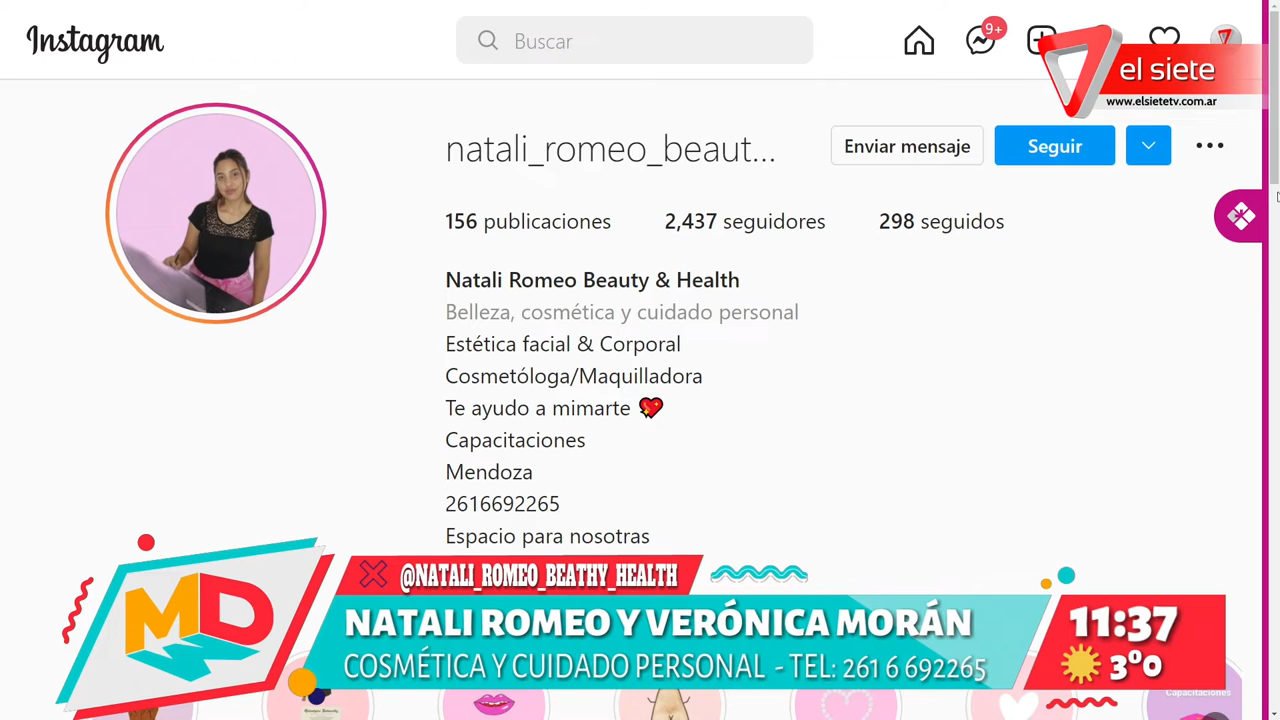 Instagram
Buscar
9+
el siete
www.elsietetv.com.ar
natali_romeo_beaut...
Enviar mensaje
Seguir
156 publicaciones
2,437 seguidores
298 seguidos
Natali Romeo Beauty & Health
Belleza, cosmética y cuidado personal
Estética facial & Corporal
Cosmetóloga/Maquilladora
Te ayudo a mimarte 💖
Capacitaciones
Mendoza
2616692265
Espacio para nosotras
@NATALI_ROMEO_BEATHY_HEALTH
MD
NATALI ROMEO Y VERÓNICA MORÁN
COSMÉTICA Y CUIDADO PERSONAL - TEL: 261 6 692265
11:37
3º0
Capacitaciones